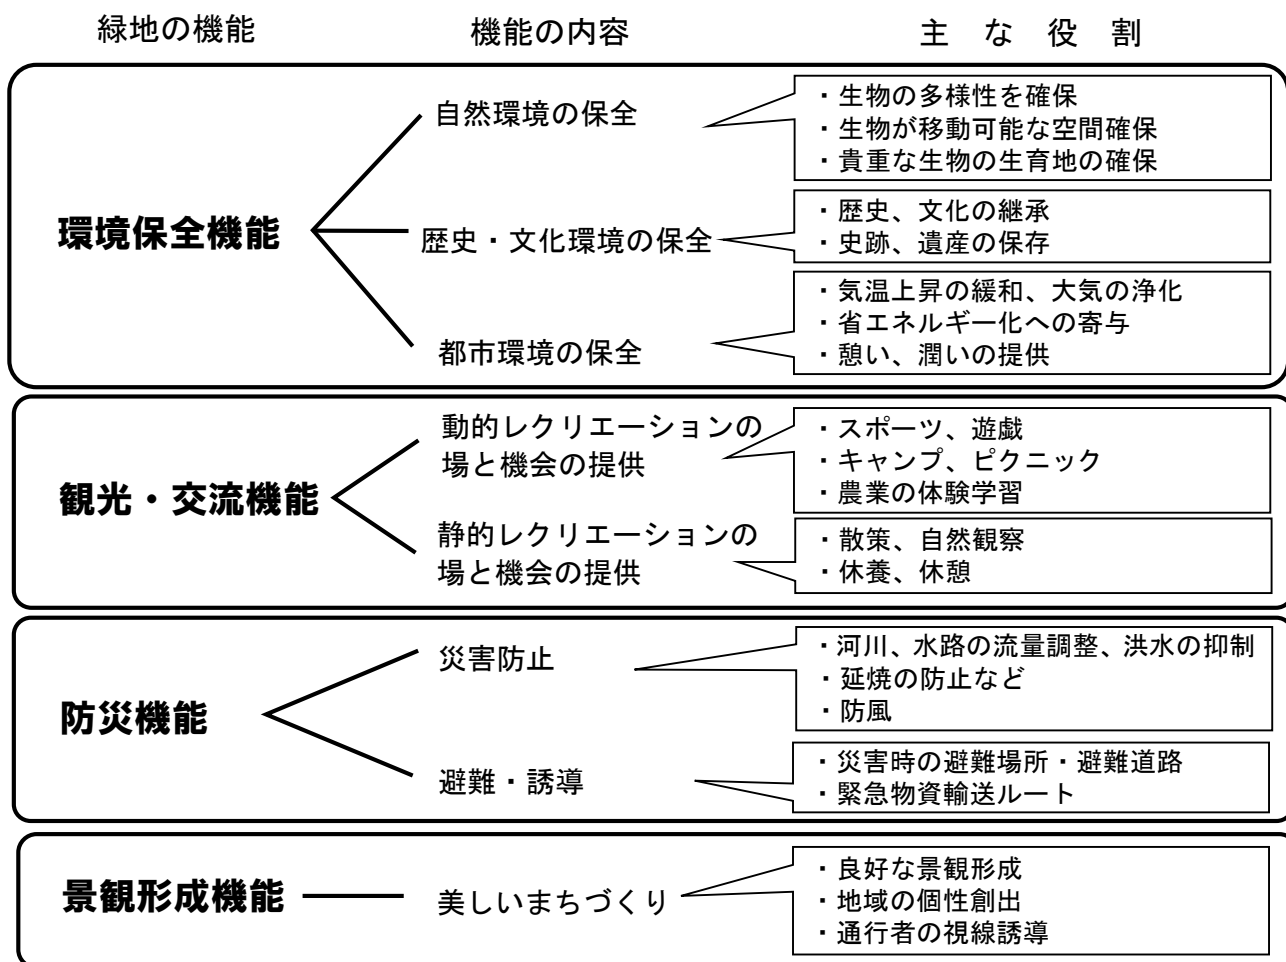 緑地の機能 機能の内容 主な役割
環境保全機能
自然環境の保全
・生物の多様性を確保
・生物が移動可能な空間確保
・貴重な生物の生育地の確保
歴史・文化環境の保全
・歴史、文化の継承
・史跡、遺産の保存
都市環境の保全
・気温上昇の緩和、大気の浄化
・省エネルギー化への寄与
・憩い、潤いの提供
観光・交流機能
動的レクリエーションの
場と機会の提供
・スポーツ、遊戯
・キャンプ、ピクニック
・農業の体験学習
静的レクリエーションの
場と機会の提供
・散策、自然観察
・休養、休憩
防災機能
災害防止
・河川、水路の流量調整、洪水の抑制
・延焼の防止など
・防風
避難・誘導
・災害時の避難場所・避難道路
・緊急物資輸送ルート
景観形成機能
美しいまちづくり
・良好な景観形成
・地域の個性創出
・通行者の視線誘導